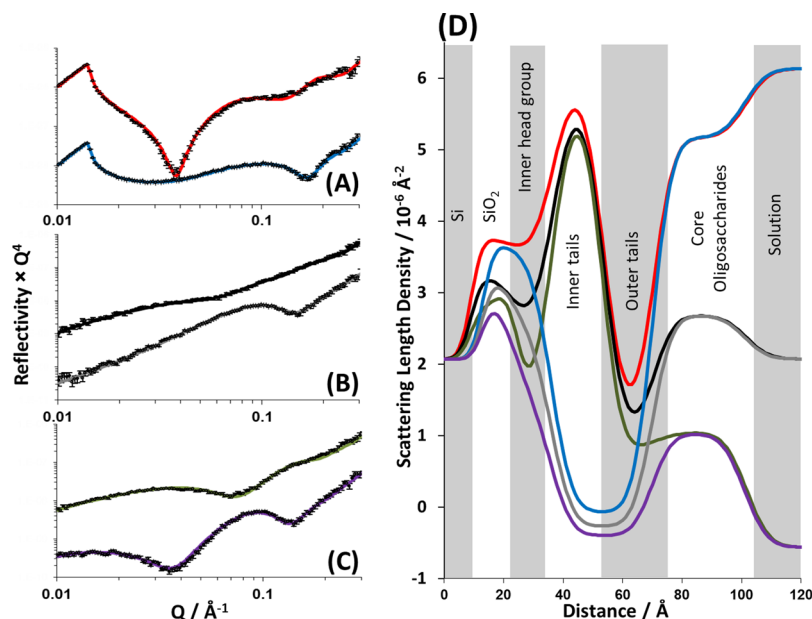 (D)
(A)
0.01
0.1
(B)
0.01
0.1
(C)
0.01
0.1
Q / Å-1
Reflectivity × Q4
Scattering Length Density / 10-6 Å-2
6
5
4
3
2
1
0
-1
Si
SiO2
Inner head group
Inner tails
Outer tails
Core
Oligosaccharides
Solution
0
20
40
60
80
100
120
Distance / Å